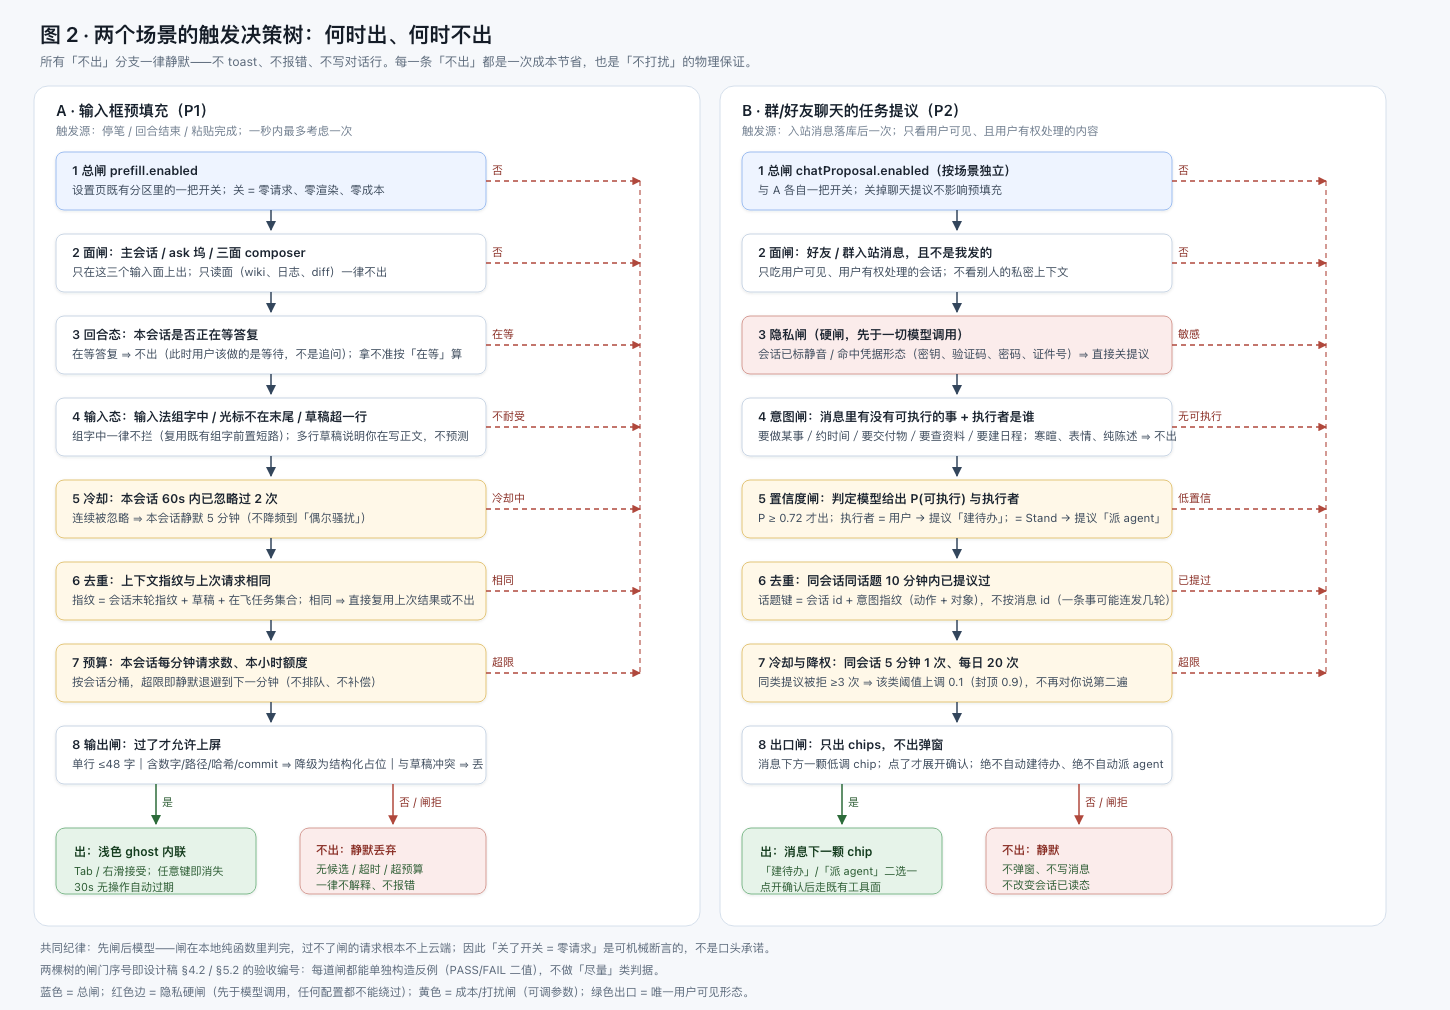 图 2 · 两个场景的触发决策树：何时出、何时不出
所有「不出」分支一律静默——不 toast、不报错、不写对话行。每一条「不出」都是一次成本节省，也是「不打扰」的物理保证。
A · 输入框预填充（P1）
触发源：停笔 / 回合结束 / 粘贴完成；一秒内最多考虑一次
1 总闸 prefill.enabled
设置页既有分区里的一把开关；关 = 零请求、零渲染、零成本
否
2 面闸：主会话 / ask 坞 / 三面 composer
只在这三个输入面上出；只读面（wiki、日志、diff）一律不出
否
3 回合态：本会话是否正在等答复
在等答复 ⇒ 不出（此时用户该做的是等待，不是追问）；拿不准按「在等」算
在等
4 输入态：输入法组字中 / 光标不在末尾 / 草稿超一行
组字中一律不拦（复用既有组字前置短路）；多行草稿说明你在写正文，不预测
不耐受
5 冷却：本会话 60s 内已忽略过 2 次
连续被忽略 ⇒ 本会话静默 5 分钟（不降频到「偶尔骚扰」）
冷却中
6 去重：上下文指纹与上次请求相同
指纹 = 会话末轮指纹 + 草稿 + 在飞任务集合；相同 ⇒ 直接复用上次结果或不出
相同
7 预算：本会话每分钟请求数、本小时额度
按会话分桶，超限即静默退避到下一分钟（不排队、不补偿）
超限
8 输出闸：过了才允许上屏
单行 ≤48 字｜含数字/路径/哈希/commit ⇒ 降级为结构化占位｜与草稿冲突 ⇒ 丢
是
否 / 闸拒
出：浅色 ghost 内联
Tab / 右滑接受；任意键即消失
30s 无操作自动过期
不出：静默丢弃
无候选 / 超时 / 超预算
一律不解释、不报错
B · 群/好友聊天的任务提议（P2）
触发源：入站消息落库后一次；只看用户可见、且用户有权处理的内容
1 总闸 chatProposal.enabled（按场景独立）
与 A 各自一把开关；关掉聊天提议不影响预填充
否
2 面闸：好友 / 群入站消息，且不是我发的
只吃用户可见、用户有权处理的会话；不看别人的私密上下文
否
3 隐私闸（硬闸，先于一切模型调用）
会话已标静音 / 命中凭据形态（密钥、验证码、密码、证件号）⇒ 直接关提议
敏感
4 意图闸：消息里有没有可执行的事 + 执行者是谁
要做某事 / 约时间 / 要交付物 / 要查资料 / 要建日程；寒暄、表情、纯陈述 ⇒ 不出
无可执行
5 置信度闸：判定模型给出 P(可执行) 与执行者
P ≥ 0.72 才出；执行者 = 用户 → 提议「建待办」；= Stand → 提议「派 agent」
低置信
6 去重：同会话同话题 10 分钟内已提议过
话题键 = 会话 id + 意图指纹（动作 + 对象），不按消息 id（一条事可能连发几轮）
已提过
7 冷却与降权：同会话 5 分钟 1 次、每日 20 次
同类提议被拒 ≥3 次 ⇒ 该类阈值上调 0.1（封顶 0.9），不再对你说第二遍
超限
8 出口闸：只出 chips，不出弹窗
消息下方一颗低调 chip；点了才展开确认；绝不自动建待办、绝不自动派 agent
是
否 / 闸拒
出：消息下一颗 chip
「建待办」/「派 agent」二选一
点开确认后走既有工具面
不出：静默
不弹窗、不写消息
不改变会话已读态
共同纪律：先闸后模型——闸在本地纯函数里判完，过不了闸的请求根本不上云端；因此「关了开关 = 零请求」是可机械断言的，不是口头承诺。
两棵树的闸门序号即设计稿 §4.2 / §5.2 的验收编号：每道闸都能单独构造反例（PASS/FAIL 二值），不做「尽量」类判据。
蓝色 = 总闸；红色边 = 隐私硬闸（先于模型调用，任何配置都不能绕过）；黄色 = 成本/打扰闸（可调参数）；绿色出口 = 唯一用户可见形态。